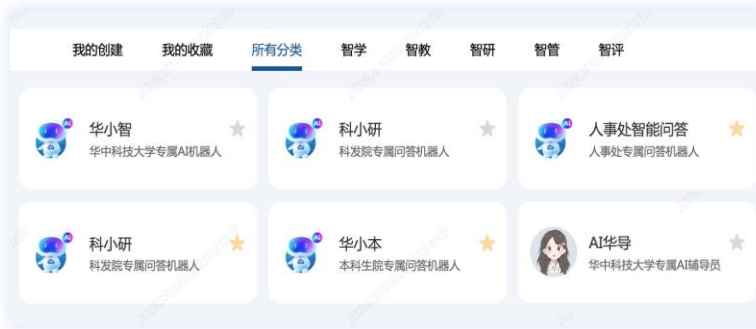 我的创建 我的收藏 所有分类 智学 智教 智研 智管 智评
华小智
华中科技大学专属AI机器人
科小研
科发院专属问答机器人
人事处智能问答
人事处专属问答机器人
科小研
科发院专属问答机器人
华小本
本科生院专属问答机器人
AI华导
华中科技大学专属AI辅导员